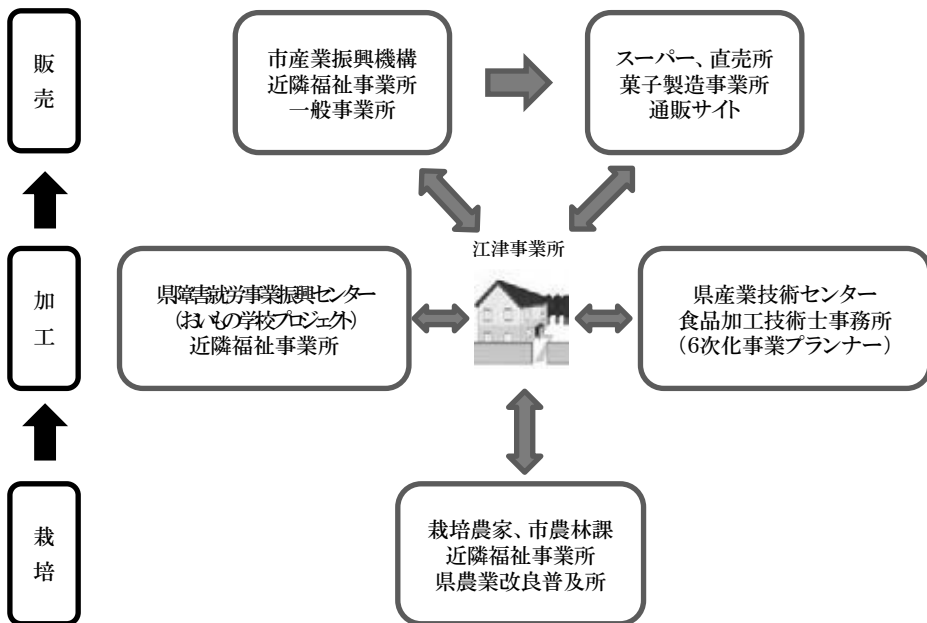 販売
市産業振興機構
近隣福祉事業所
一般事業所
スーパー、直売所
菓子製造事業所
通販サイト
江津事業所
加工
県障害就労事業振興センター
(おいもの学校プロジェクト)
近隣福祉事業所
県産業技術センター
食品加工技術士事務所
(6次化事業プランナー)
栽培
栽培農家、市農林課
近隣福祉事業所
県農業改良普及所